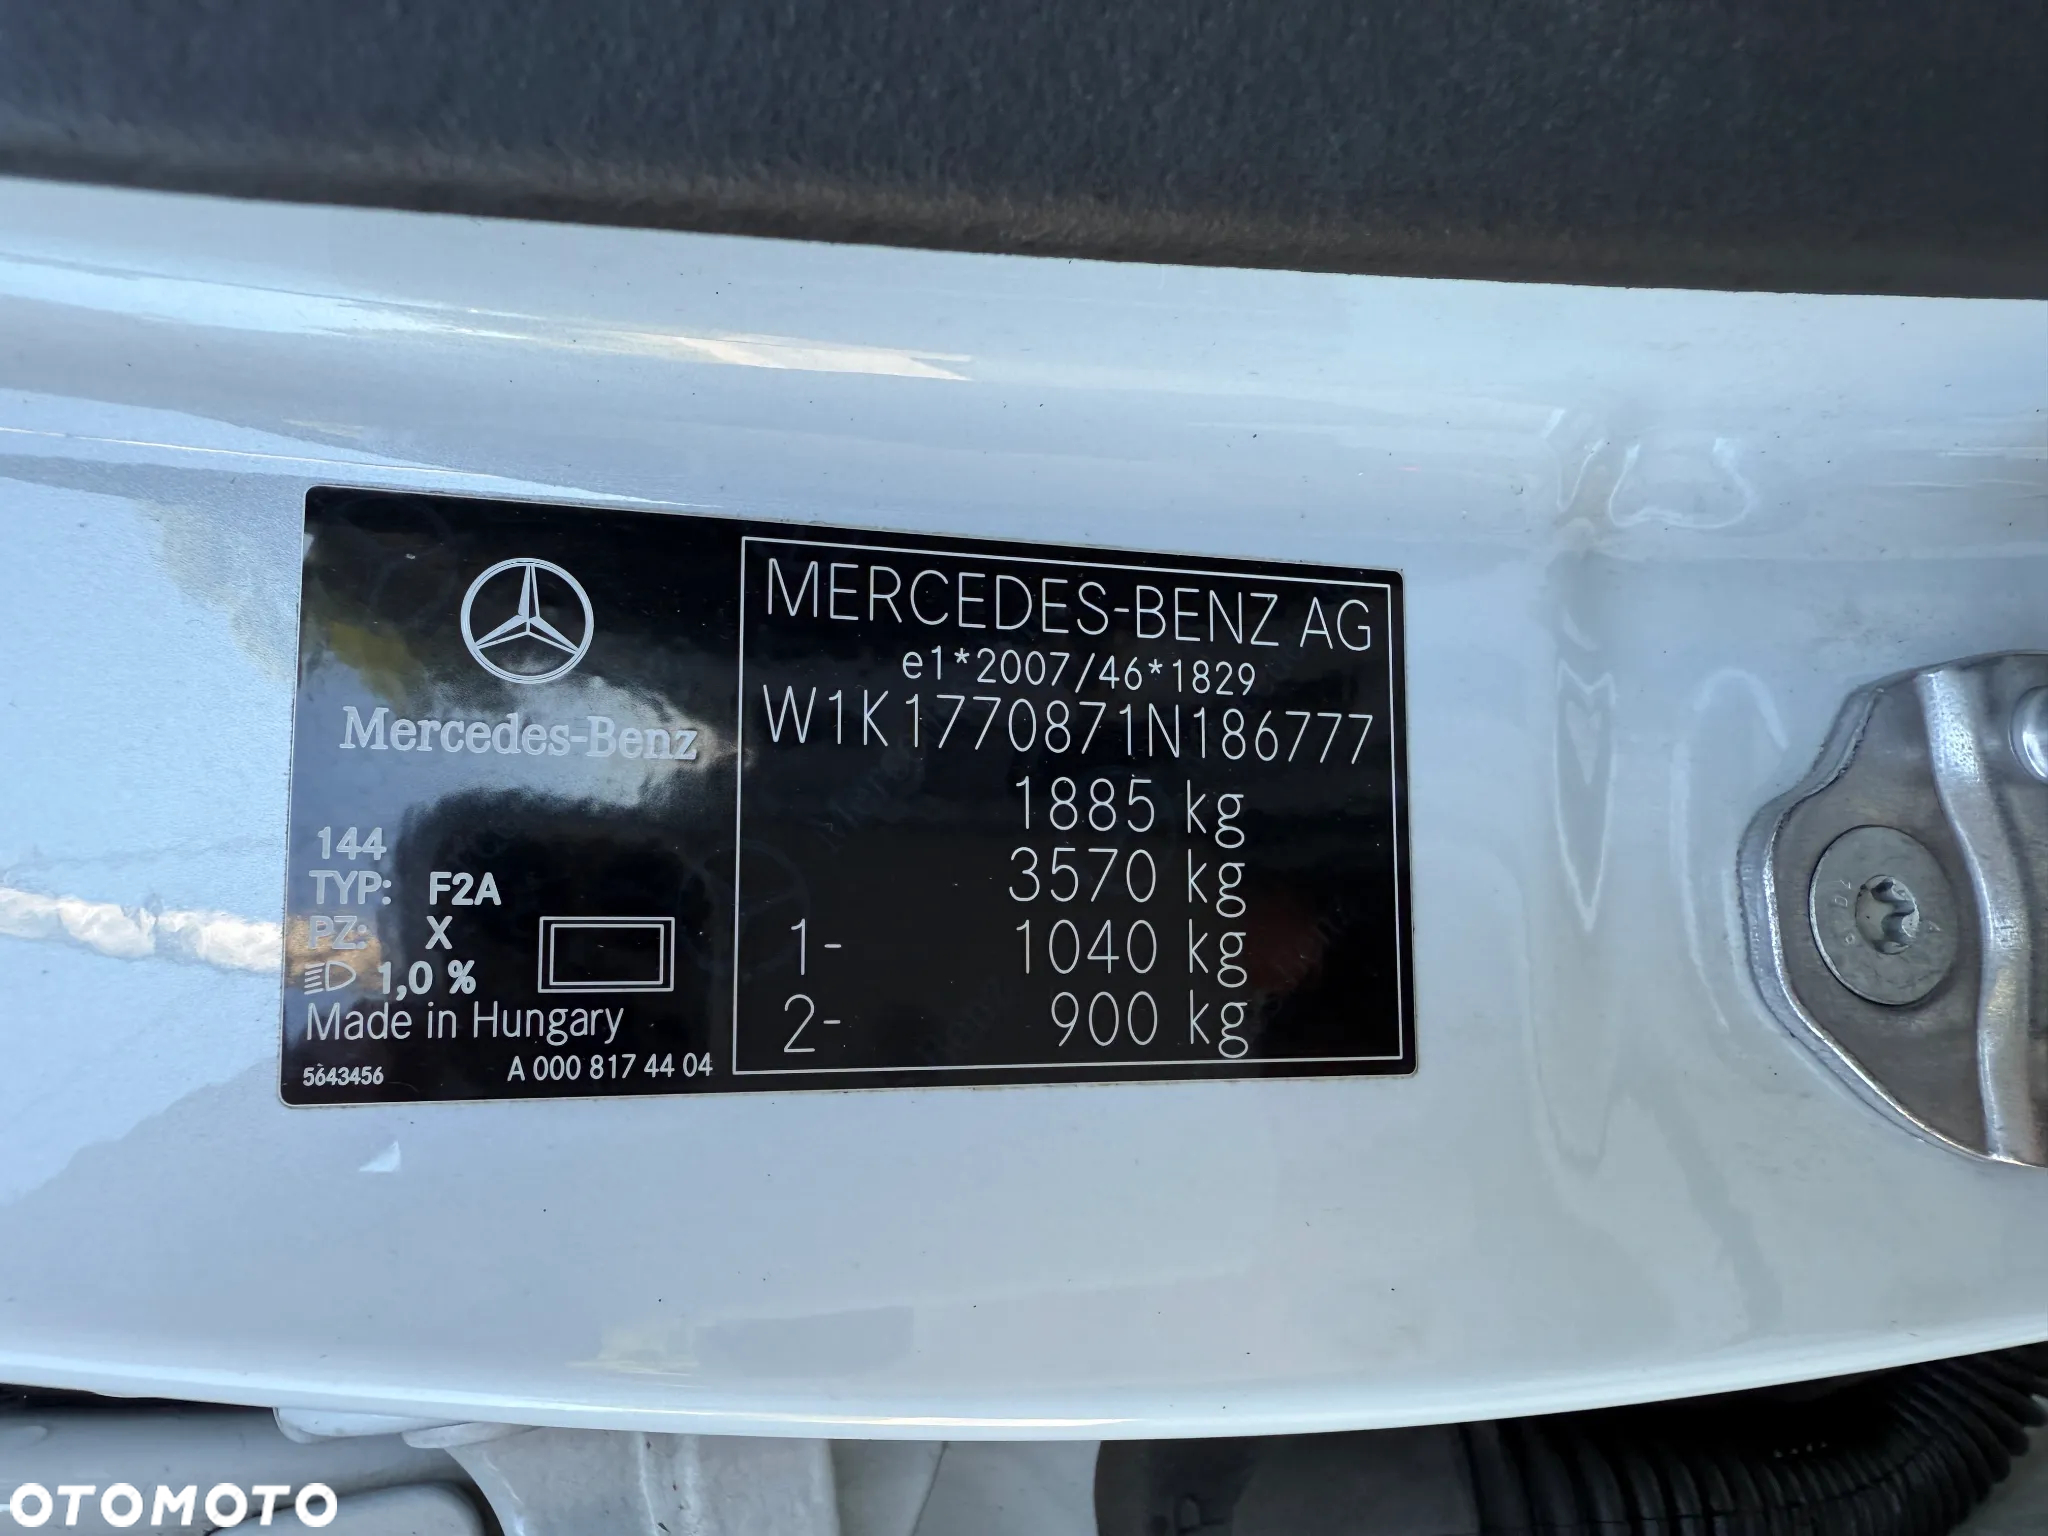 Mercedes-Benz
144
TYP: F2A
PZ: X
1,0 %
Made in Hungary
5643456 A 000 817 44 04
MERCEDES-BENZ AG
e1*2007/46*1829
W1K1770871N186777
1885 kg
3570 kg
1- 1040 kg
2- 900 kg
OTOMOTO